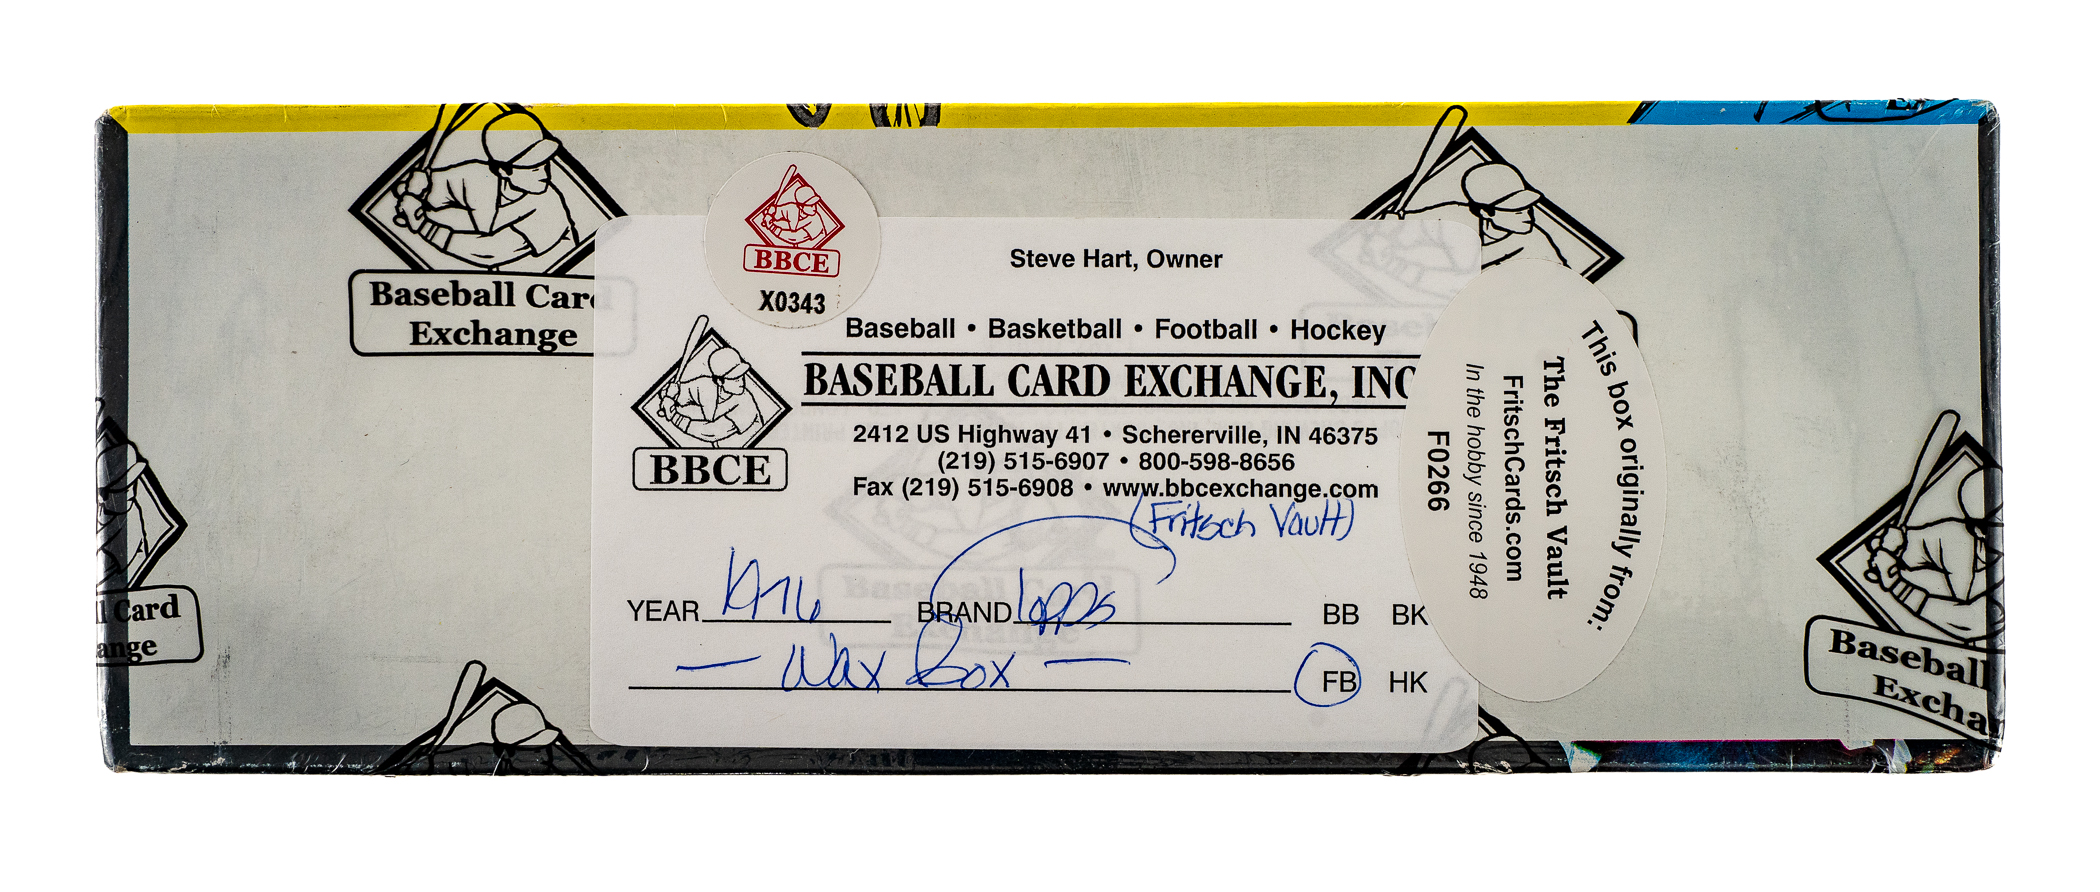 Baseball Card
Exchange
BBCE
X0343
Steve Hart, Owner
Baseball • Basketball • Football • Hockey
BASEBALL CARD EXCHANGE, INC
BBCE
2412 US Highway 41 • Schererville, IN 46375
(219) 515-6907 • 800-598-8656
Fax (219) 515-6908 • www.bbcexchange.com
(Fritsch Vault)
YEAR 1976 BRAND Topps BB BK
— Wax Box — FB HK
This box originally from:
The Fritsch Vault
FritschCards.com
In the hobby since 1948
F0266
l Card
ange
Baseball
Excha
Baseball Card
Exchange